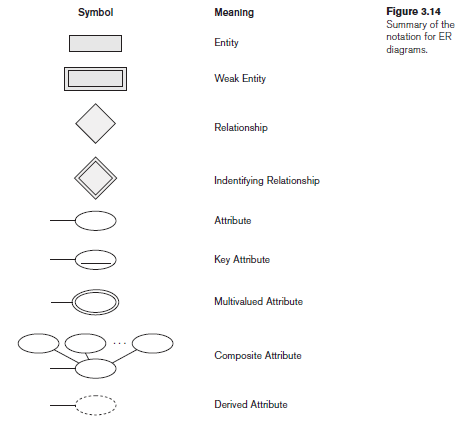 Symbol Meaning
Figure 3.14
Summary of the
notation for ER
diagrams.
Entity
Weak Entity
Relationship
Indentifying Relationship
Attribute
Key Attribute
Multivalued Attribute
. . .
Composite Attribute
Derived Attribute